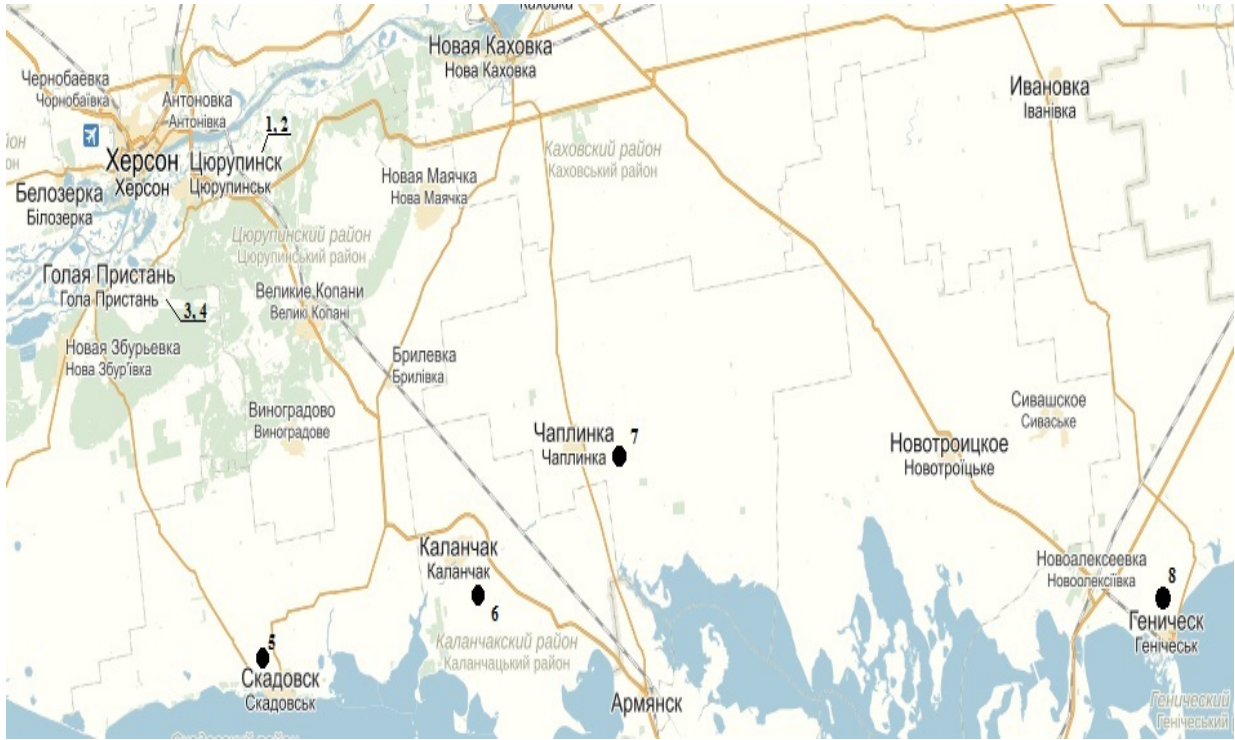 Каховка
Новая Каховка
Нова Каховка
Чернобаевка
Чорнобаївка
Антоновка
Антонівка
1, 2
Ивановка
Іванівка
Херсон
Херсон
Цюрупинск
Цюрупинськ
Каховский район
Каховський район
Новая Маячка
Нова Маячка
Белозерка
Білозерка
Цюрупинский район
Цюрупинський район
Голая Пристань
Гола Пристань
3, 4
Великие Копани
Великі Копані
Новая Збурьевка
Нова Збур'ївка
Брилевка
Брилівка
Виноградово
Виноградове
Чаплинка
Чаплинка
7
Сивашское
Сиваське
Новотроицкое
Новотроїцьке
Каланчак
Каланчак
6
Новоалексеевка
Новоолексіївка
8
Геническ
Генічеськ
Каланчакский район
Каланчацький район
5
Скадовск
Скадовськ
Армянск
Генический
Генічеський